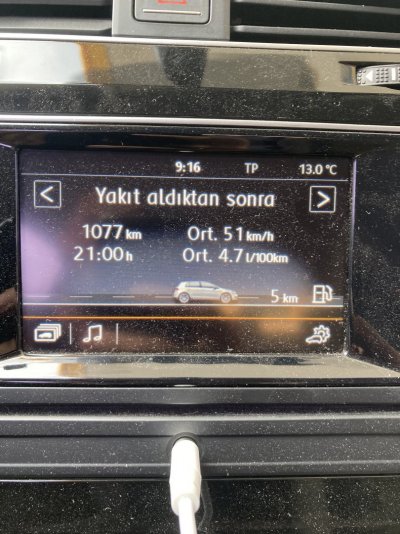 9:16 TP 13.0 °C
< Yakıt aldıktan sonra >
1077 km Ort. 51 km/h
21:00 h Ort. 4.7 l/100km
5 km